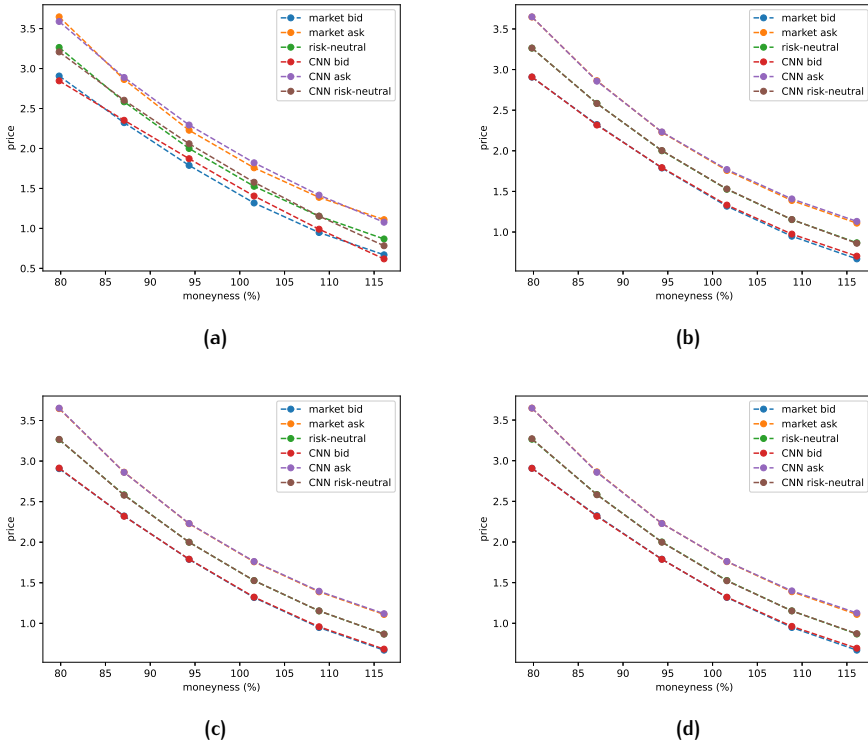 3.5
3.0
2.5
2.0
1.5
1.0
0.5
price
80 85 90 95 100 105 110 115
moneyness (%)
market bid
market ask
risk-neutral
CNN bid
CNN ask
CNN risk-neutral
(a)
3.5
3.0
2.5
2.0
1.5
1.0
price
80 85 90 95 100 105 110 115
moneyness (%)
market bid
market ask
risk-neutral
CNN bid
CNN ask
CNN risk-neutral
(b)
3.5
3.0
2.5
2.0
1.5
1.0
price
80 85 90 95 100 105 110 115
moneyness (%)
market bid
market ask
risk-neutral
CNN bid
CNN ask
CNN risk-neutral
(c)
3.5
3.0
2.5
2.0
1.5
1.0
price
80 85 90 95 100 105 110 115
moneyness (%)
market bid
market ask
risk-neutral
CNN bid
CNN ask
CNN risk-neutral
(d)